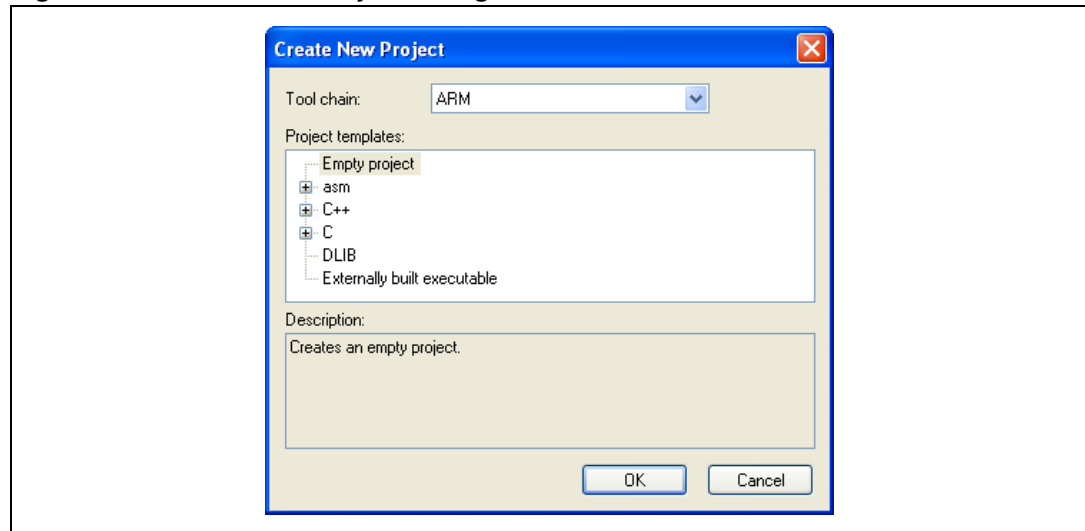 Create New Project
Tool chain: ARM
Project templates:
Empty project
asm
C++
C
DLIB
Externally built executable
Description:
Creates an empty project.
OK Cancel